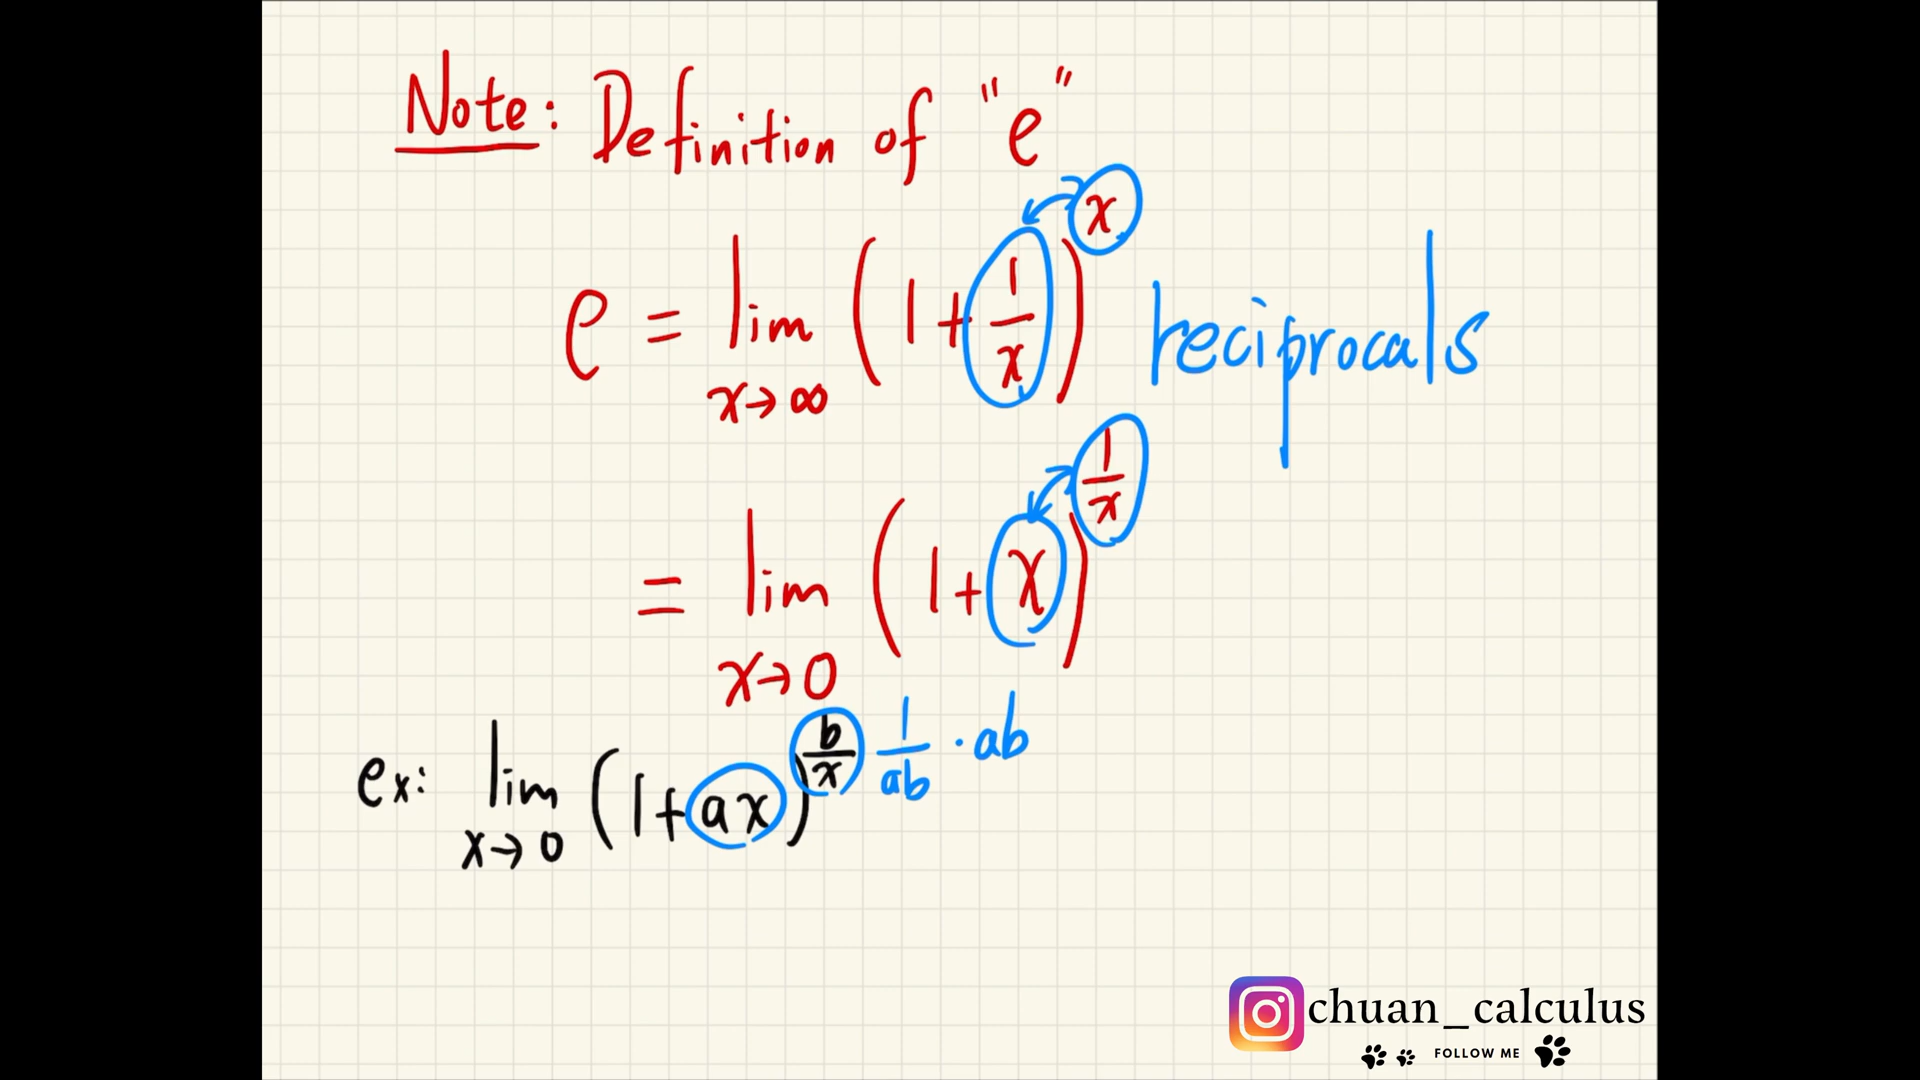 Note: Definition of "e"
e = lim x→∞ (1 + 1/x)^x reciprocals
= lim x→0 (1 + x)^(1/x)
ex: lim x→0 (1 + ax)^(b/x) 1/ab · ab
chuan_calculus
FOLLOW ME